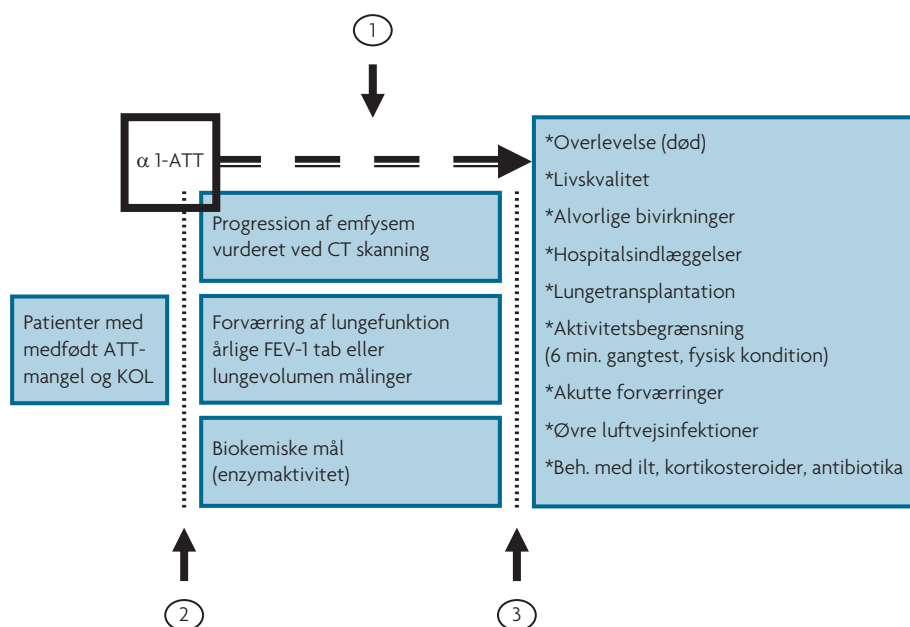 1
α 1-ATT
Patienter med
medfødt ATT-
mangel og KOL
Progression af emfysem
vurderet ved CT skanning
Forværring af lungefunktion
årlige FEV-1 tab eller
lungevolumen målinger
Biokemiske mål
(enzymaktivitet)
*Overlevelse (død)
*Livskvalitet
*Alvorlige bivirkninger
*Hospitalsindlæggelser
*Lungetransplantation
*Aktivitetsbegrænsning
(6 min. gangtest, fysisk kondition)
*Akutte forværringer
*Øvre luftvejsinfektioner
*Beh. med ilt, kortikosteroider, antibiotika
2
3